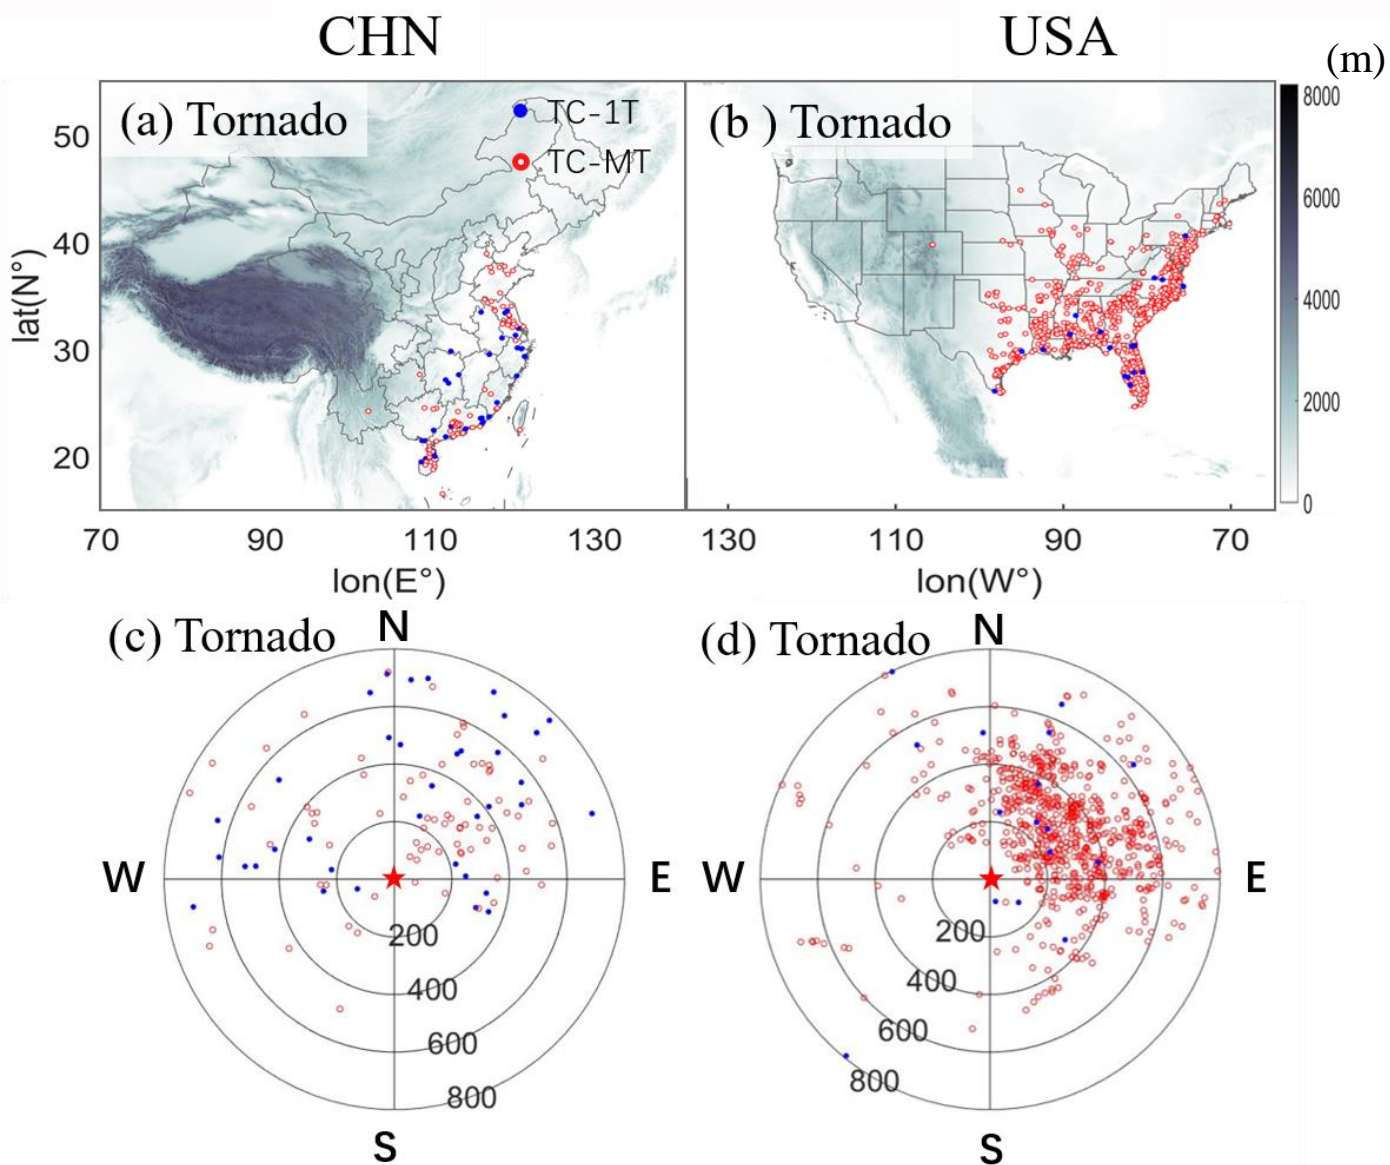 CHN
USA
(m)
(a) Tornado
TC-1T
TC-MT
(b ) Tornado
8000
6000
4000
2000
0
50
40
30
20
lat(N°)
70
90
110
130
130
110
90
70
lon(E°)
lon(W°)
(c) Tornado
N
W
E
S
200
400
600
800
(d) Tornado
N
W
E
S
200
400
600
800